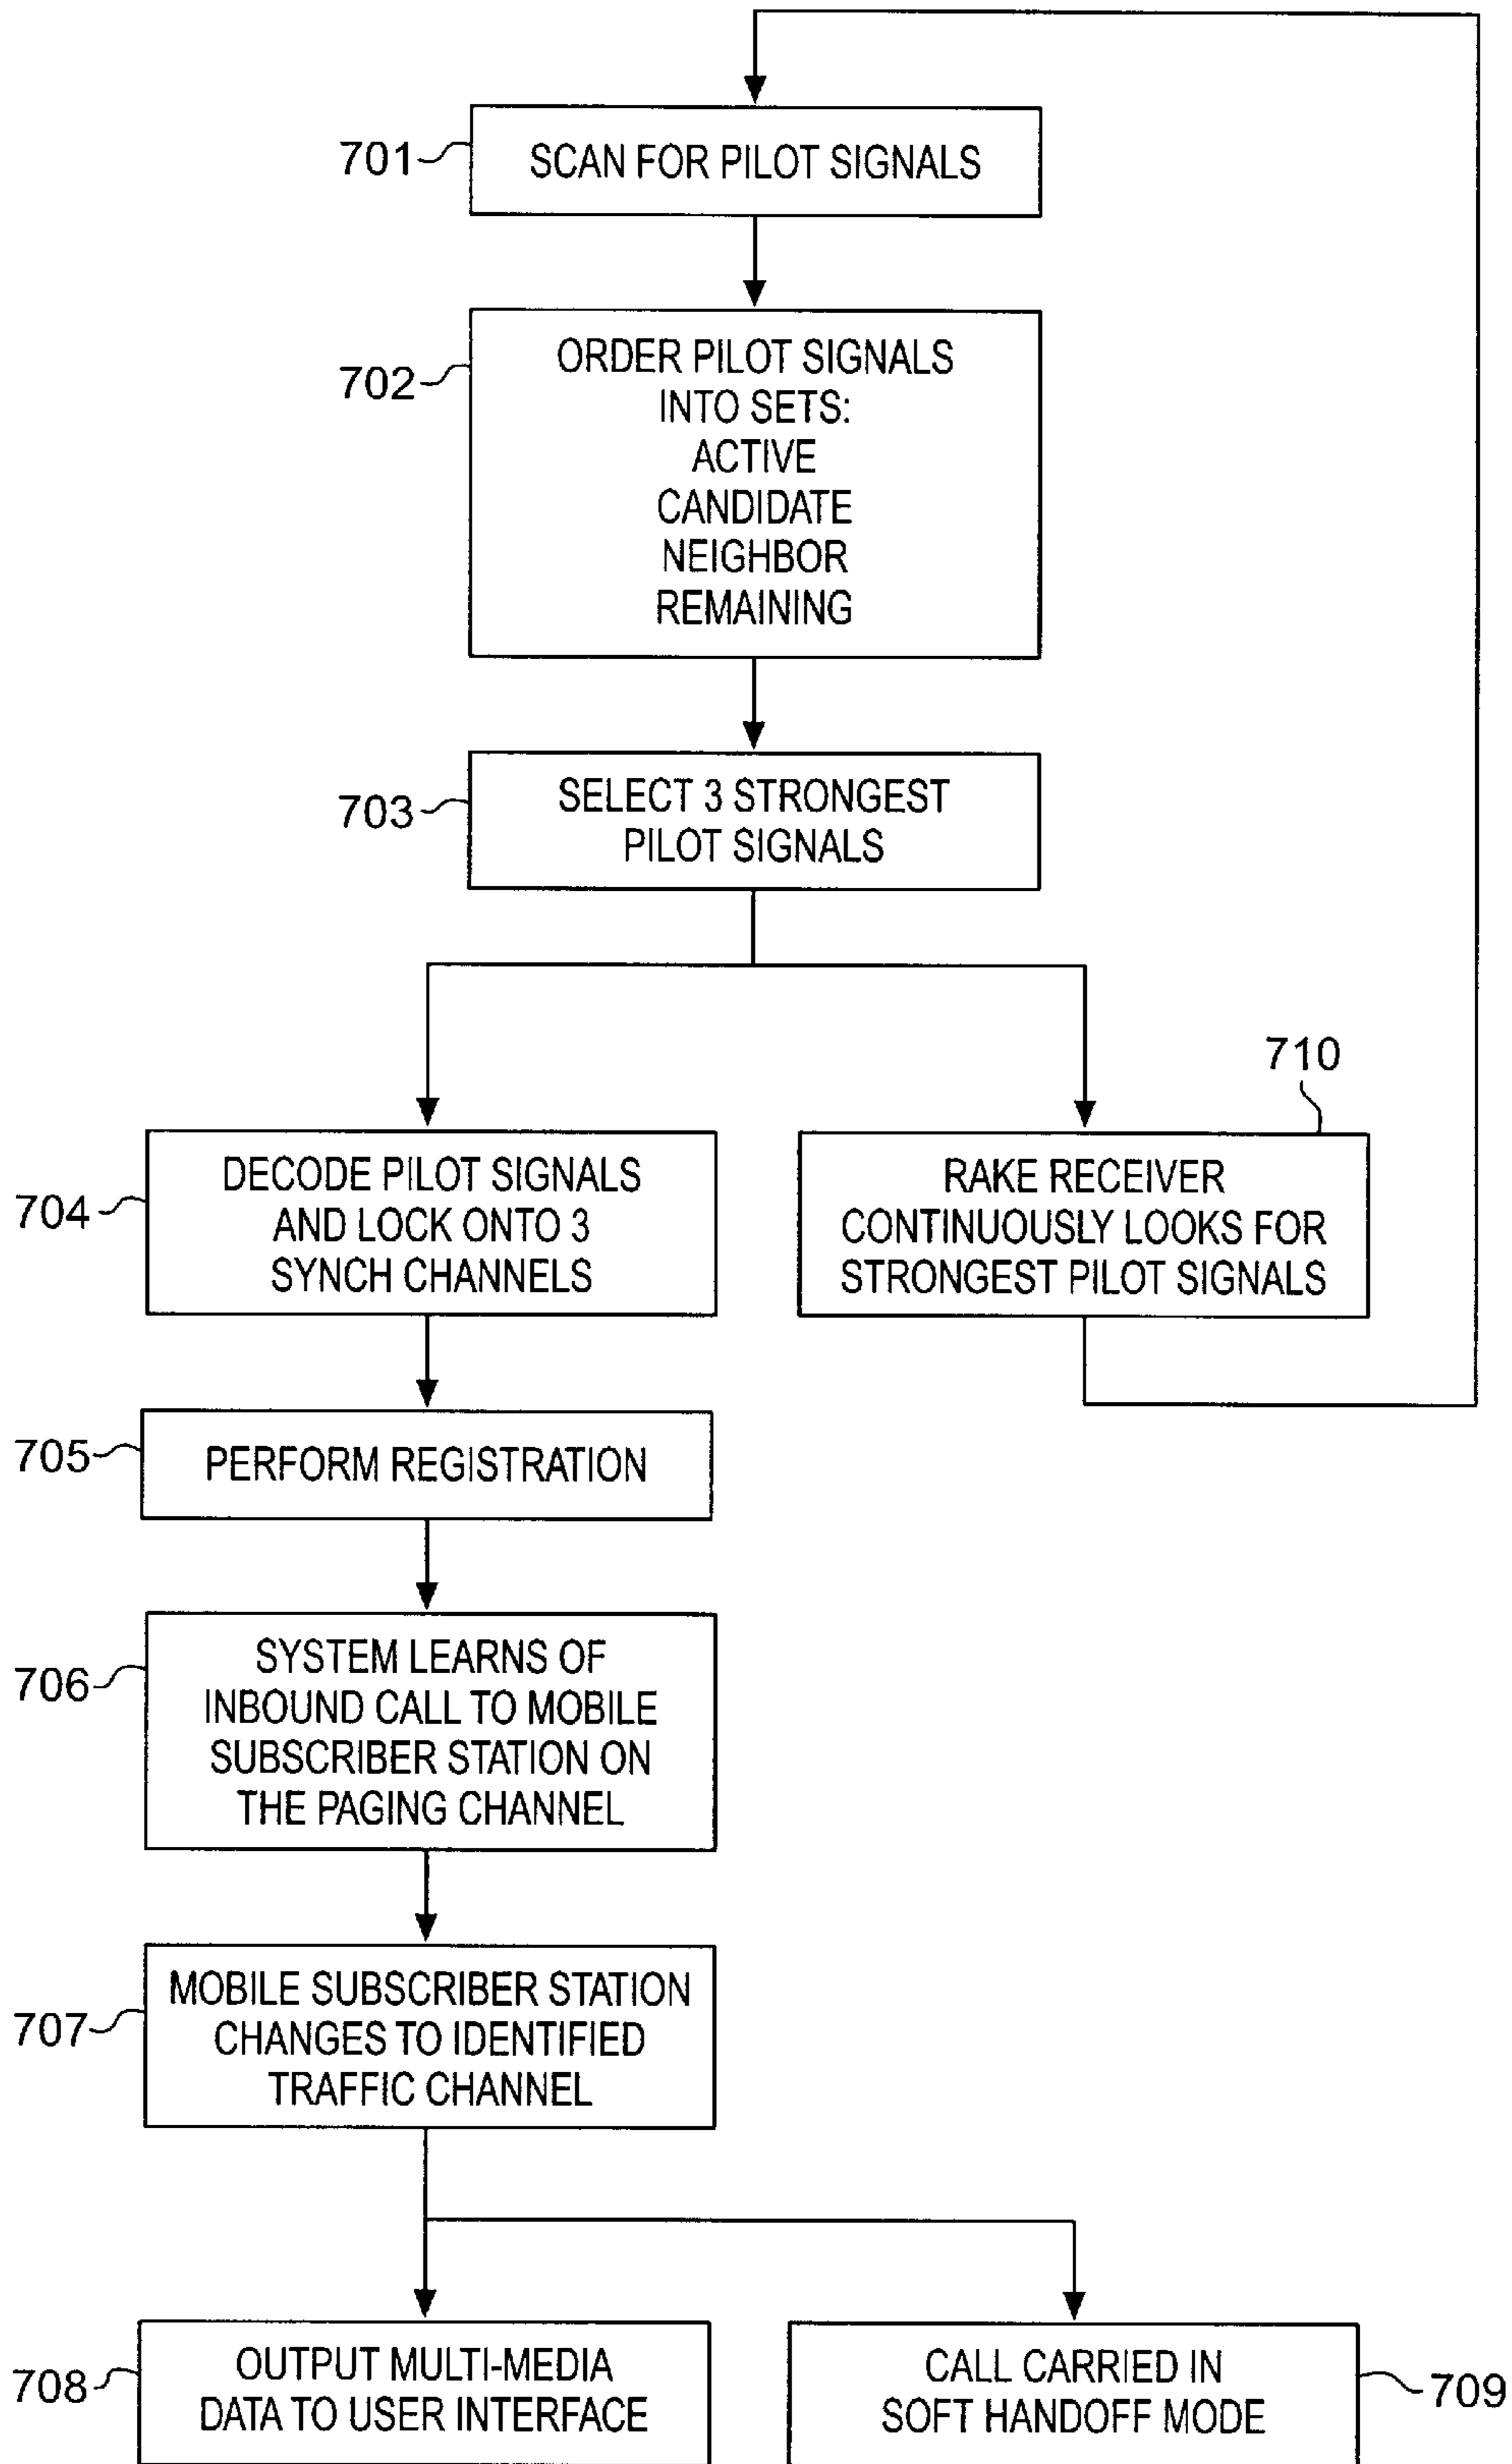 701
SCAN FOR PILOT SIGNALS
702
ORDER PILOT SIGNALS
INTO SETS:
ACTIVE
CANDIDATE
NEIGHBOR
REMAINING
703
SELECT 3 STRONGEST
PILOT SIGNALS
704
DECODE PILOT SIGNALS
AND LOCK ONTO 3
SYNCH CHANNELS
710
RAKE RECEIVER
CONTINUOUSLY LOOKS FOR
STRONGEST PILOT SIGNALS
705
PERFORM REGISTRATION
706
SYSTEM LEARNS OF
INBOUND CALL TO MOBILE
SUBSCRIBER STATION ON
THE PAGING CHANNEL
707
MOBILE SUBSCRIBER STATION
CHANGES TO IDENTIFIED
TRAFFIC CHANNEL
708
OUTPUT MULTI-MEDIA
DATA TO USER INTERFACE
CALL CARRIED IN
SOFT HANDOFF MODE
709